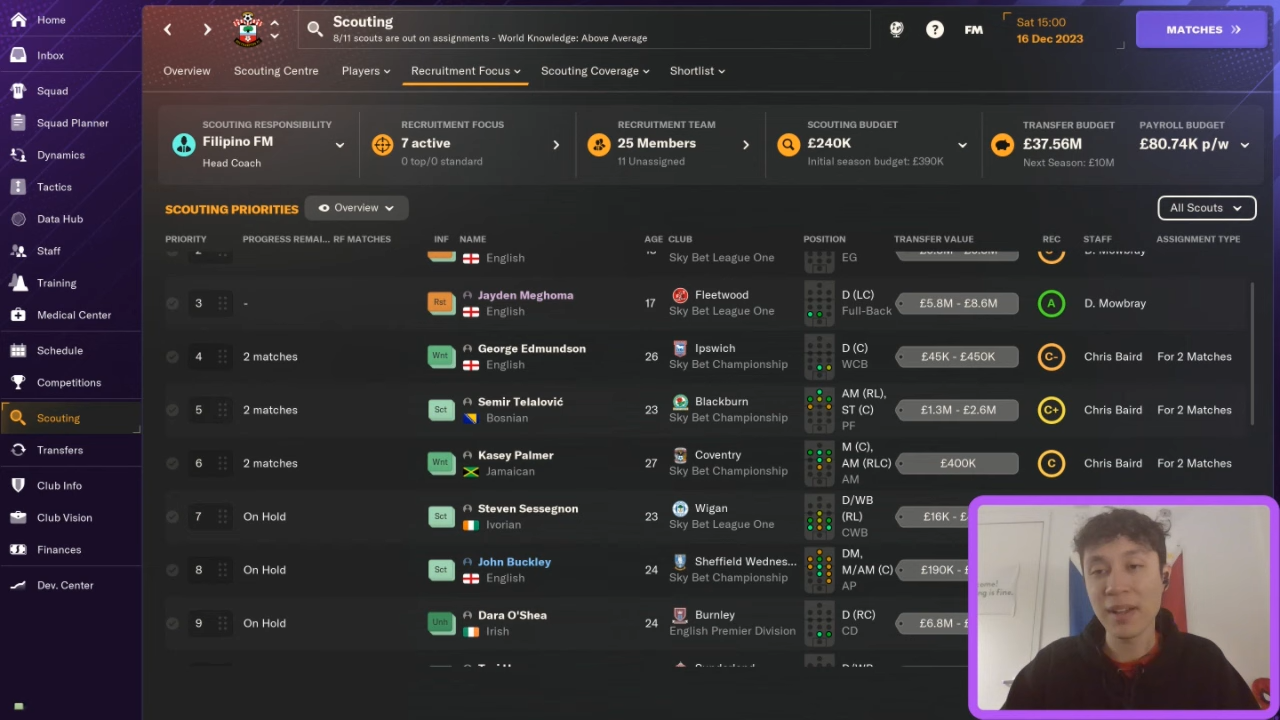 Home
Inbox
Squad
Squad Planner
Dynamics
Tactics
Data Hub
Staff
Training
Medical Center
Schedule
Competitions
Scouting
Transfers
Club Info
Club Vision
Finances
Dev. Center
Scouting
8/11 scouts are out on assignments - World Knowledge: Above Average
FM
Sat 15:00
16 Dec 2023
MATCHES
Overview Scouting Centre Players Recruitment Focus Scouting Coverage Shortlist
SCOUTING RESPONSIBILITY
Filipino FM
Head Coach
RECRUITMENT FOCUS
7 active
0 top/0 standard
RECRUITMENT TEAM
25 Members
11 Unassigned
SCOUTING BUDGET
£240K
Initial season budget: £390K
TRANSFER BUDGET
£37.56M
Next Season: £10M
PAYROLL BUDGET
£80.74K p/w
SCOUTING PRIORITIES Overview All Scouts
PRIORITY PROGRESS REMAI... RF MATCHES INF NAME AGE CLUB POSITION TRANSFER VALUE REC STAFF ASSIGNMENT TYPE
D. Mowbray
English Sky Bet League One EG
3 - Rst Jayden Meghoma 17 Fleetwood D (LC) £5.8M - £8.6M A D. Mowbray
English Sky Bet League One Full-Back
4 2 matches Wnt George Edmundson 26 Ipswich D (C) £45K - £450K C- Chris Baird For 2 Matches
English Sky Bet Championship WCB
5 2 matches Sct Semir Telalović 23 Blackburn AM (RL), ST (C) £1.3M - £2.6M C+ Chris Baird For 2 Matches
Bosnian Sky Bet Championship PF
6 2 matches Wnt Kasey Palmer 27 Coventry M (C), AM (RLC) £400K C Chris Baird For 2 Matches
Jamaican Sky Bet Championship AM
7 On Hold Sct Steven Sessegnon 23 Wigan D/WB (RL) £16K -
Ivorian Sky Bet League One CWB
8 On Hold Sct John Buckley 24 Sheffield Wednes... DM, M/AM (C) £190K -
English Sky Bet Championship AP
9 On Hold Unh Dara O'Shea 24 Burnley D (RC) £6.8M -
Irish English Premier Division CD